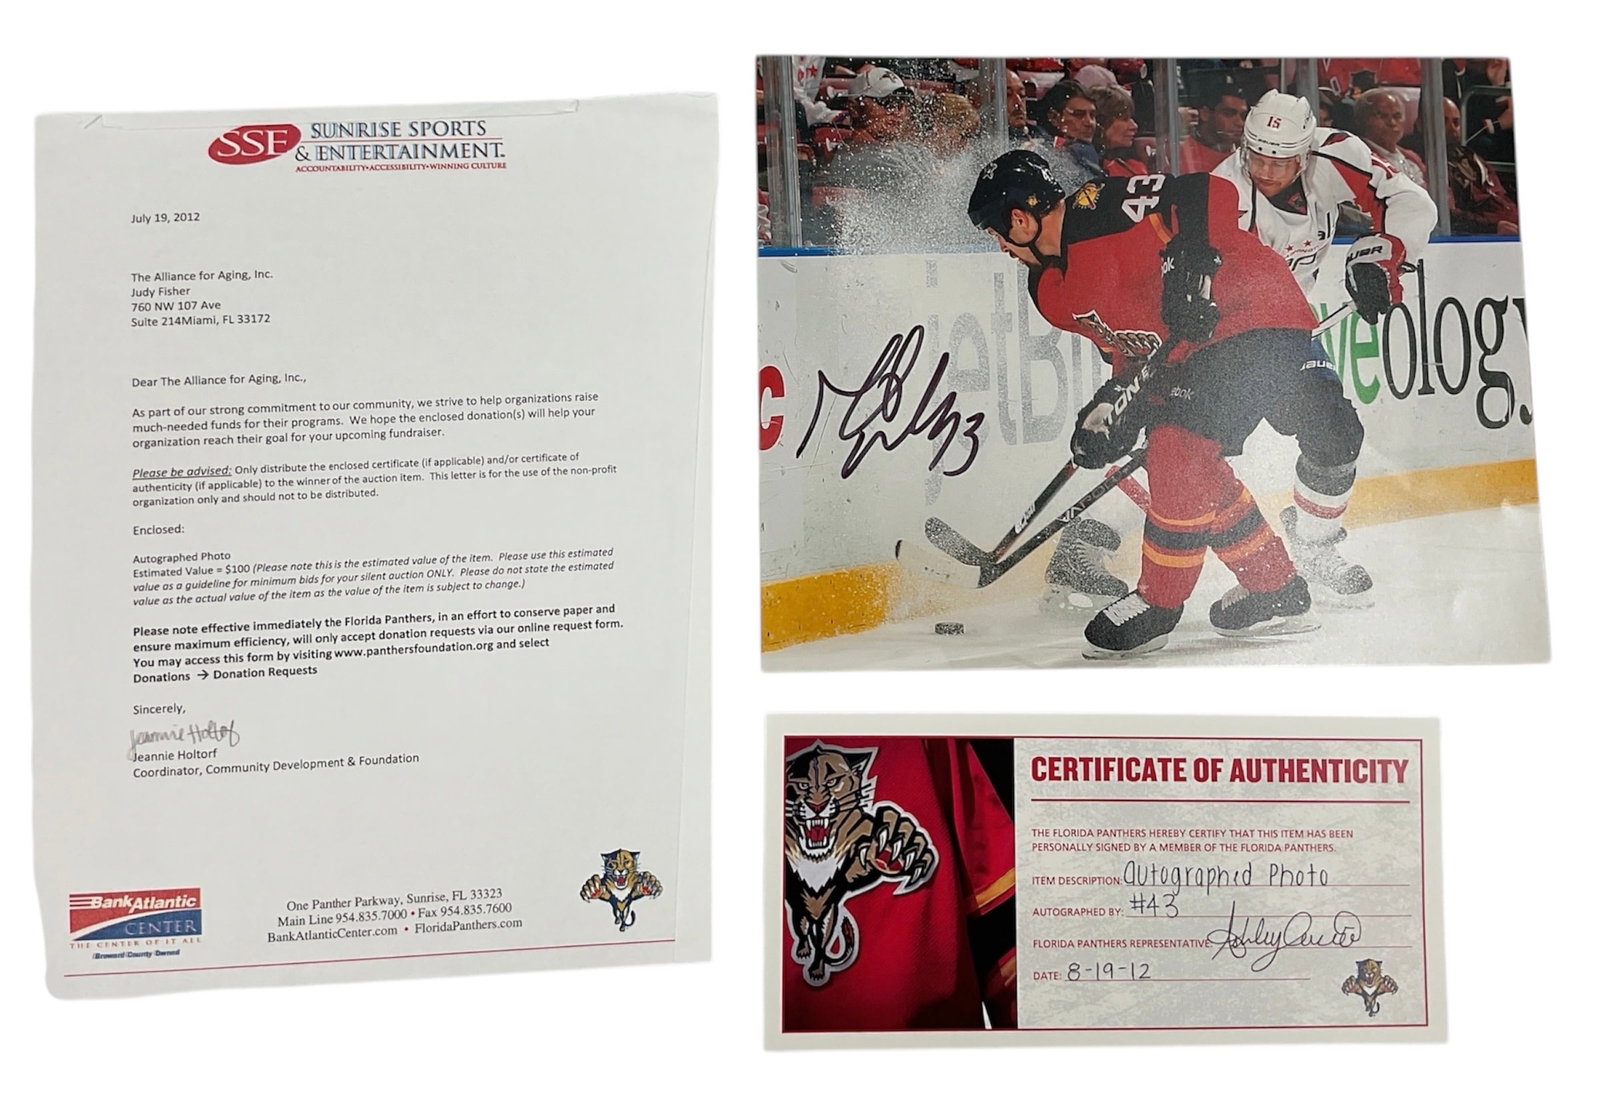 SSE SUNRISE SPORTS
& ENTERTAINMENT.
ACCOUNTABILITY•ACCESSIBILITY•WINNING CULTURE
July 19, 2012
The Alliance for Aging, Inc.
Judy Fisher
760 NW 107 Ave
Suite 214Miami, FL 33172
Dear The Alliance for Aging, Inc.,
As part of our strong commitment to our community, we strive to help organizations raise
much-needed funds for their programs. We hope the enclosed donation(s) will help your
organization reach their goal for your upcoming fundraiser.
Please be advised: Only distribute the enclosed certificate (if applicable) and/or certificate of
authenticity (if applicable) to the winner of the auction item. This letter is for the use of the non-profit
organization only and should not to be distributed.
Enclosed:
Autographed Photo
Estimated Value = $100 (Please note this is the estimated value of the item. Please use this estimated
value as a guideline for minimum bids for your silent auction ONLY. Please do not state the estimated
value as the actual value of the item as the value of the item is subject to change.)
Please note effective immediately the Florida Panthers, in an effort to conserve paper and
ensure maximum efficiency, will only accept donation requests via our online request form.
You may access this form by visiting www.panthersfoundation.org and select
Donations → Donation Requests
Sincerely,
Jeannie Holtorf
Jeannie Holtorf
Coordinator, Community Development & Foundation
BankAtlantic
CENTER
THE CENTER OF IT ALL
Broward County Owned
One Panther Parkway, Sunrise, FL 33323
Main Line 954.835.7000 • Fax 954.835.7600
BankAtlanticCenter.com • FloridaPanthers.com
15
43
BAUER
jetBl
veology
BAUER
Reebok
43
CERTIFICATE OF AUTHENTICITY
THE FLORIDA PANTHERS HEREBY CERTIFY THAT THIS ITEM HAS BEEN
PERSONALLY SIGNED BY A MEMBER OF THE FLORIDA PANTHERS.
ITEM DESCRIPTION: Autographed Photo
AUTOGRAPHED BY: #43
FLORIDA PANTHERS REPRESENTATIVE: Ashley
DATE: 8-19-12